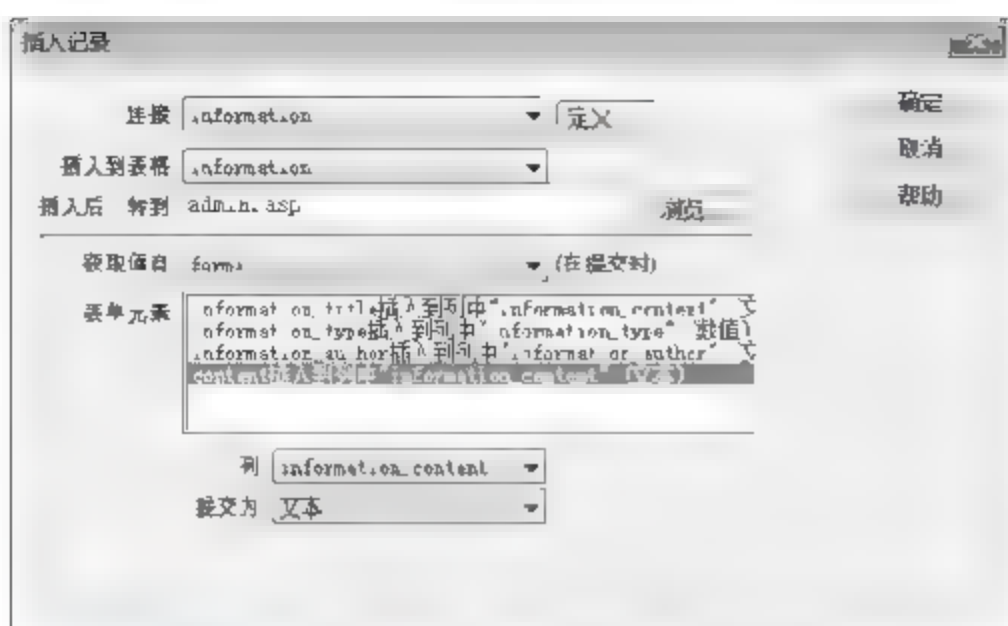 插入记录
连接 information 定义
插入到表格 information
插入后 转到 admin.asp 浏览
获取值自 form1 (在提交时)
表单元素 information_title插入到列中"information_content" 文
information_type插入到列中"information_type" 数值)
information_author插入到列中"information_author" 文
content插入到列中"information_content" (文本)
列 information_content
提交为 文本
确定
取消
帮助